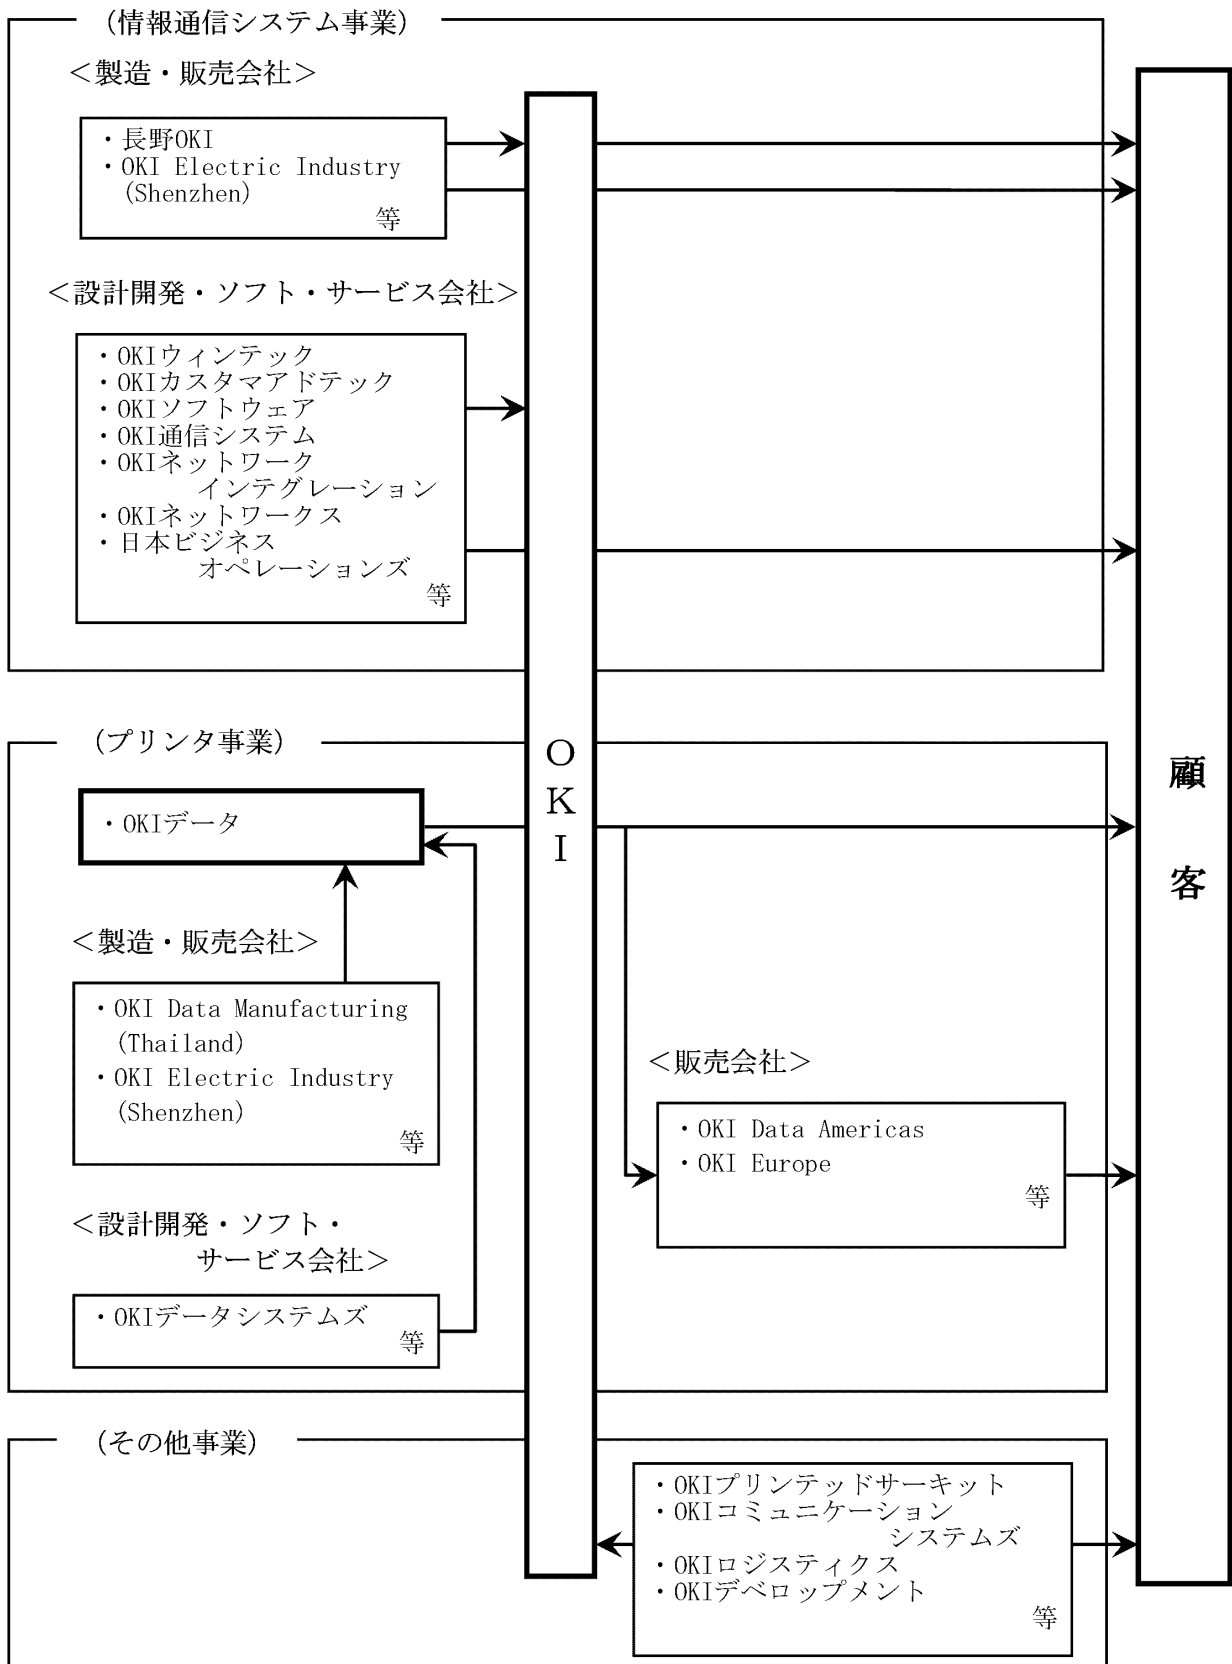 (情報通信システム事業)
<製造・販売会社>
・長野OKI
・OKI Electric Industry
(Shenzhen)
等
<設計開発・ソフト・サービス会社>
・OKIウィンテック
・OKIカスタマアドテック
・OKIソフトウェア
・OKI通信システム
・OKIネットワーク
インテグレーション
・OKIネットワークス
・日本ビジネス
オペレーションズ
等
(プリンタ事業)
・OKIデータ
<製造・販売会社>
・OKI Data Manufacturing
(Thailand)
・OKI Electric Industry
(Shenzhen)
等
<設計開発・ソフト・
サービス会社>
・OKIデータシステムズ
等
OKI
<販売会社>
・OKI Data Americas
・OKI Europe
等
顧客
(その他事業)
・OKIプリンテッドサーキット
・OKIコミュニケーション
システムズ
・OKIロジスティクス
・OKIデベロップメント
等